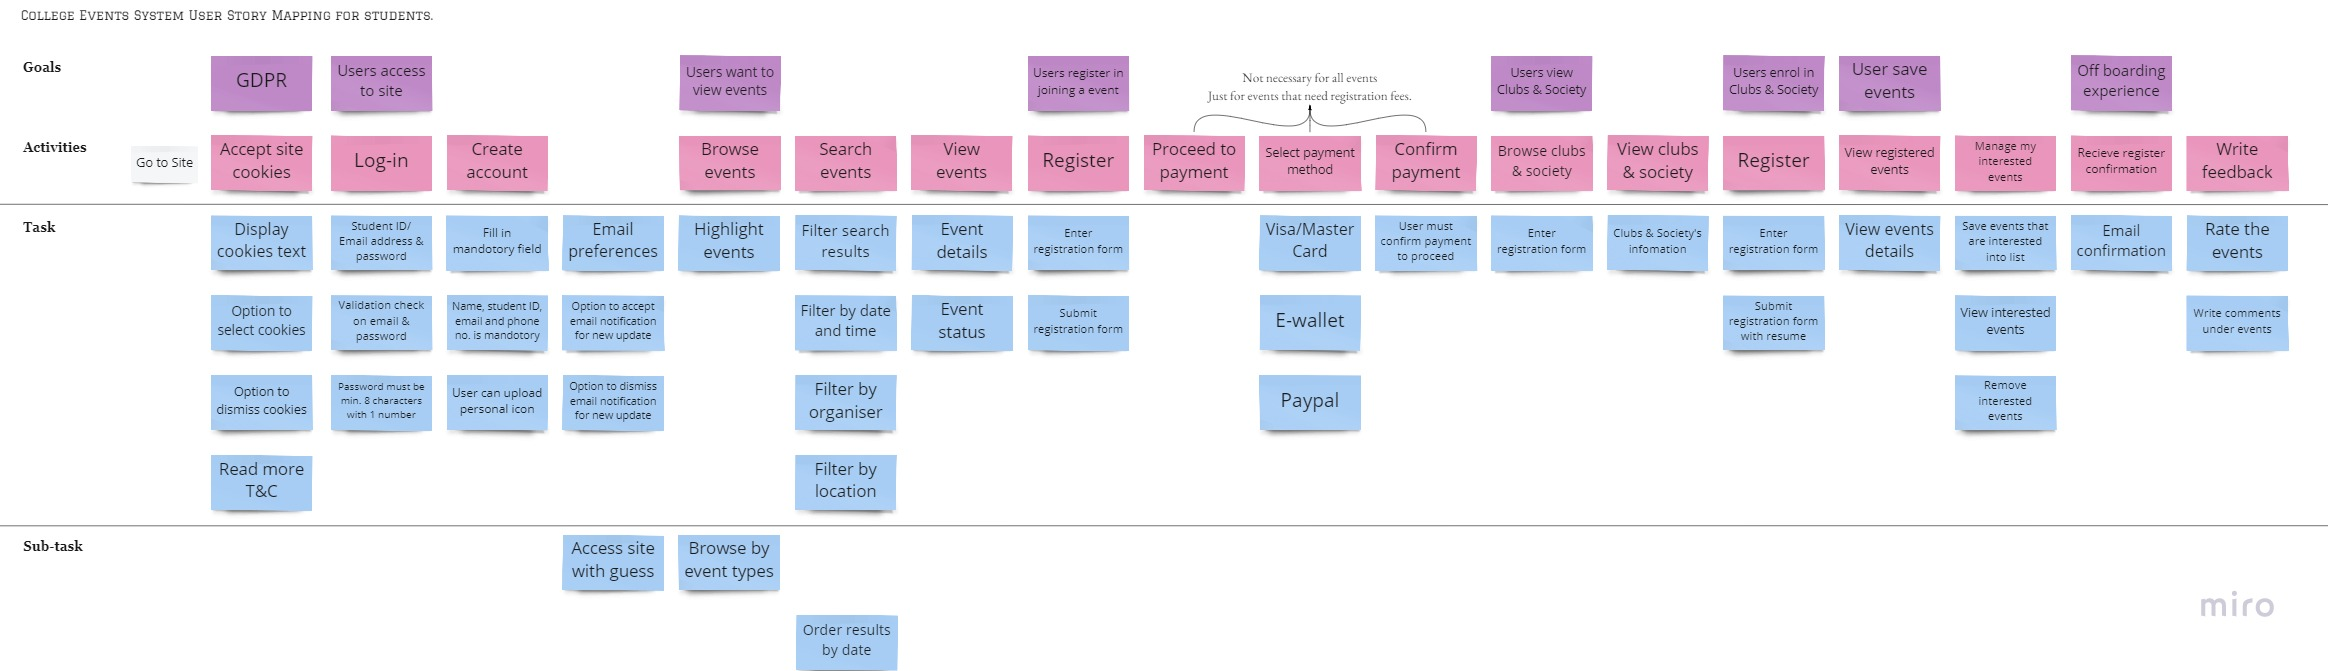 College Events System User Story Mapping for students.
Goals
GDPR
Users access
to site
Users want to
view events
Users register in
joining a event
Not necessary for all events
Just for events that need registration fees.
Users view
Clubs & Society
Users enrol in
Clubs & Society
User save
events
Off boarding
experience
Activities
Go to Site
Accept site
cookies
Log-in
Create
account
Browse
events
Search
events
View
events
Register
Proceed to
payment
Select payment
method
Confirm
payment
Browse clubs
& society
View clubs
& society
Register
View registered
events
Manage my
interested
events
Recieve register
confirmation
Write
feedback
Task
Display
cookies text
Student ID/
Email address &
password
Fill in
mandotory field
Email
preferences
Highlight
events
Filter search
results
Event
details
Enter
registration form
Visa/Master
Card
User must
confirm payment
to proceed
Enter
registration form
Clubs & Society's
infomation
Enter
registration form
View events
details
Save events that
are interested
into list
Email
confirmation
Rate the
events
Option to
select cookies
Validation check
on email &
password
Name, student ID,
email and phone
no. is mandotory
Option to accept
email notification
for new update
Filter by date
and time
Event
status
Submit
registration form
E-wallet
Submit
registration form
with resume
View interested
events
Write comments
under events
Option to
dismiss cookies
Password must be
min. 8 characters
with 1 number
User can upload
personal icon
Option to dismiss
email notification
for new update
Filter by
organiser
Paypal
Remove
interested
events
Read more
T&C
Filter by
location
Sub-task
Access site
with guess
Browse by
event types
Order results
by date
miro